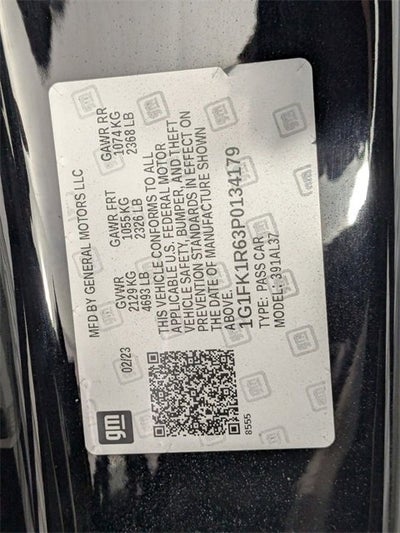 gm
MFD BY GENERAL MOTORS LLC
02/23
GVWR GAWR FRT GAWR RR
2129 KG 1055 KG 1074 KG
4693 LB 2326 LB 2368 LB
THIS VEHICLE CONFORMS TO ALL
APPLICABLE U.S. FEDERAL MOTOR
VEHICLE SAFETY, BUMPER, AND THEFT
PREVENTION STANDARDS IN EFFECT ON
THE DATE OF MANUFACTURE SHOWN
ABOVE.
1G1FK1R63P0134179
TYPE: PASS CAR
MODEL: 391AL37
8555